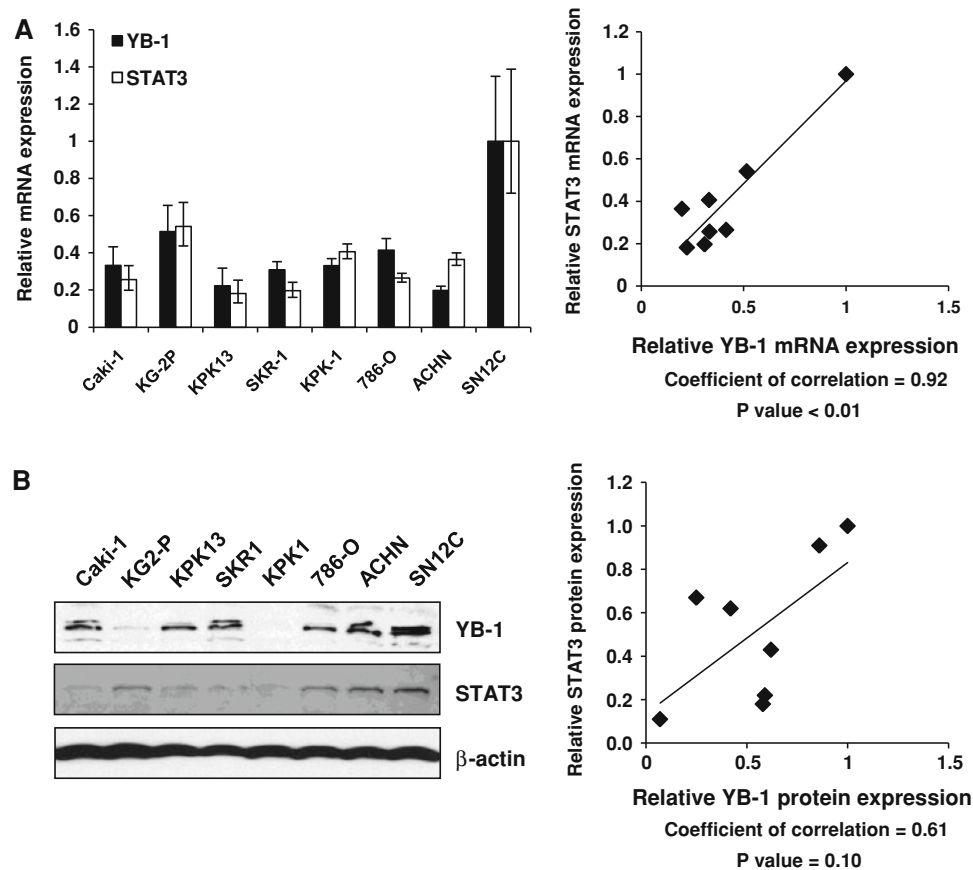 A
Relative mRNA expression
1.6
1.4
1.2
1
0.8
0.6
0.4
0.2
0
YB-1
STAT3
Caki-1
KG-2P
KPK13
SKR-1
KPK-1
786-O
ACHN
SN12C
Relative STAT3 mRNA expression
1.2
1
0.8
0.6
0.4
0.2
0
0 0.5 1 1.5
Relative YB-1 mRNA expression
Coefficient of correlation = 0.92
P value < 0.01
B
Caki-1
KG2-P
KPK13
SKR1
KPK1
786-O
ACHN
SN12C
YB-1
STAT3
β-actin
Relative STAT3 protein expression
1.2
1.0
0.8
0.6
0.4
0.2
0.0
0 0.5 1 1.5
Relative YB-1 protein expression
Coefficient of correlation = 0.61
P value = 0.10